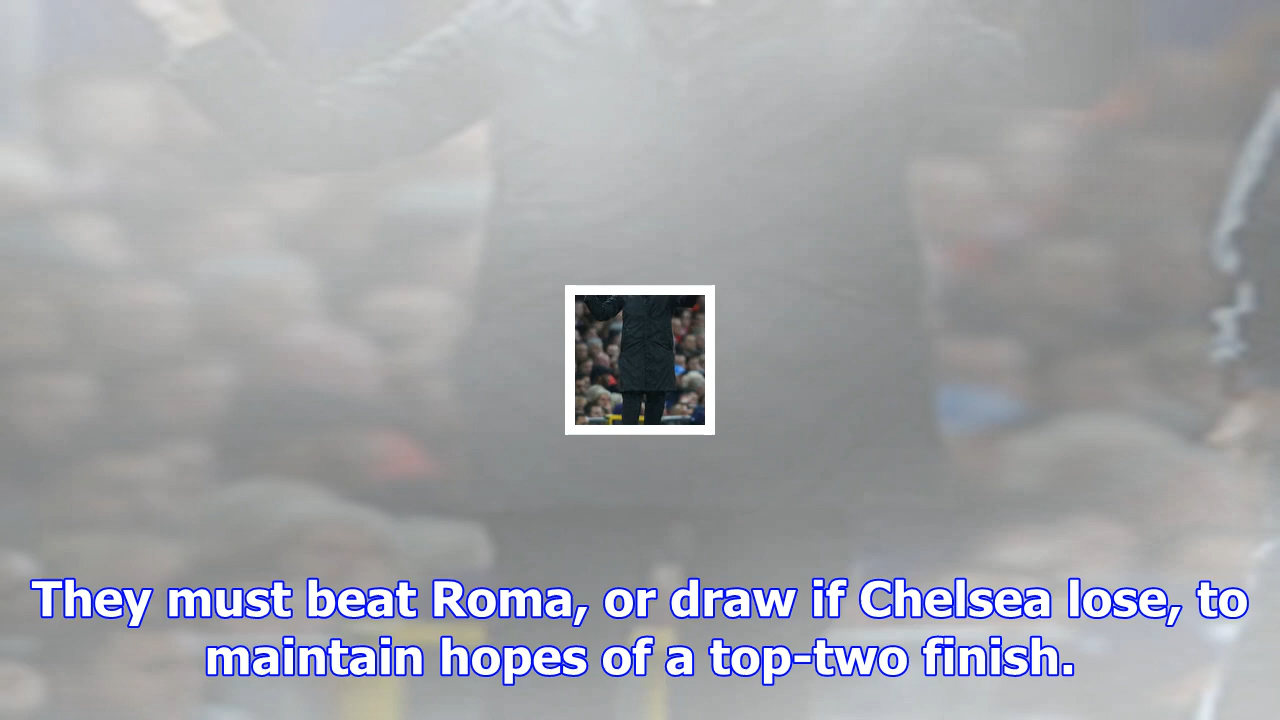 They must beat Roma, or draw if Chelsea lose, to
maintain hopes of a top-two finish.